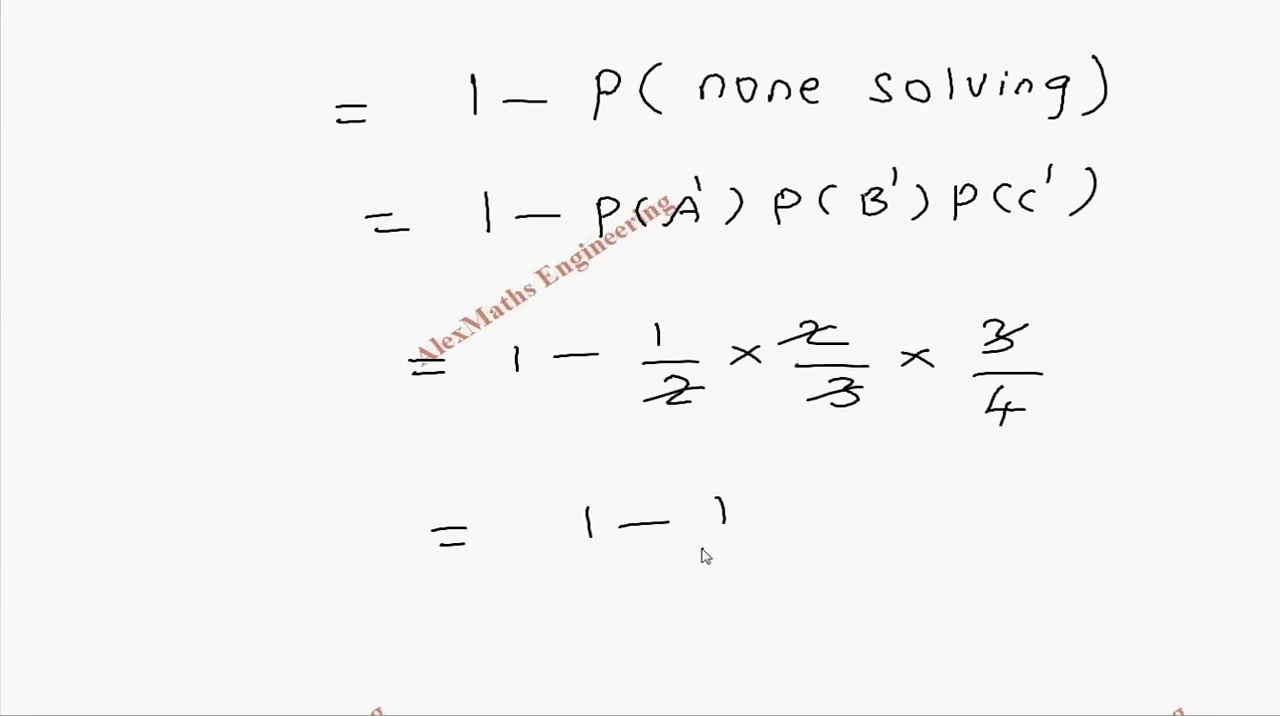 = 1 - P( none solving )
= 1 - P(A') P(B') P(C')
AlexMaths Engineering
= 1 - 1/2 × 2/3 × 3/4
= 1 - 1